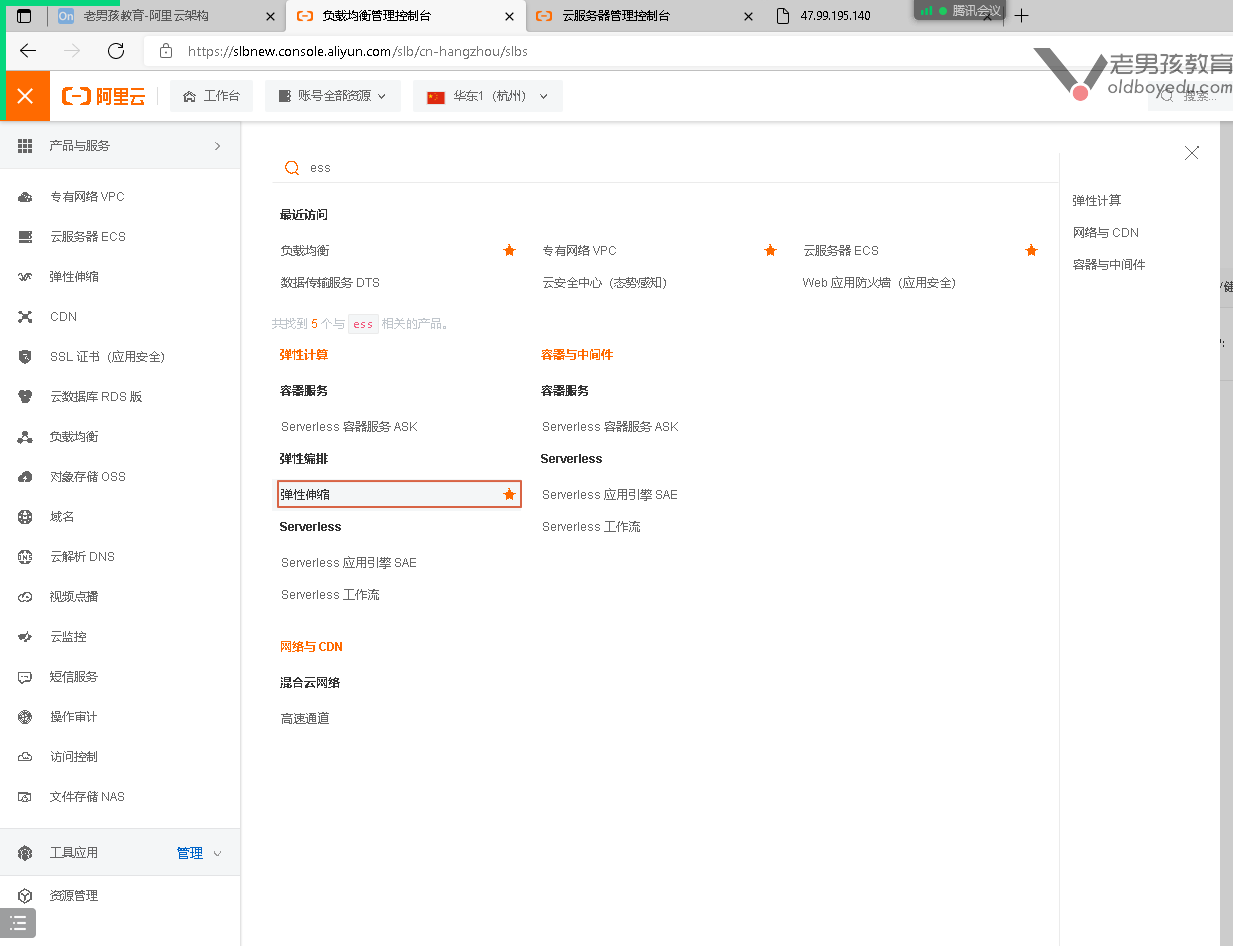 On 老男孩教育-阿里云架构
负载均衡管理控制台
云服务器管理控制台
47.99.195.140
腾讯会议
https://slbnew.console.aliyun.com/slb/cn-hangzhou/slbs
老男孩教育
oldboyedu.com
阿里云
工作台
账号全部资源
华东1（杭州）
搜索...
产品与服务
专有网络 VPC
云服务器 ECS
弹性伸缩
CDN
SSL 证书（应用安全）
云数据库 RDS 版
负载均衡
对象存储 OSS
域名
云解析 DNS
视频点播
云监控
短信服务
操作审计
访问控制
文件存储 NAS
工具应用
管理
资源管理
ess
最近访问
负载均衡
专有网络 VPC
云服务器 ECS
数据传输服务 DTS
云安全中心（态势感知）
Web 应用防火墙（应用安全）
共找到 5 个与 ess 相关的产品。
弹性计算
容器服务
Serverless 容器服务 ASK
弹性编排
弹性伸缩
Serverless
Serverless 应用引擎 SAE
Serverless 工作流
网络与 CDN
混合云网络
高速通道
容器与中间件
容器服务
Serverless 容器服务 ASK
Serverless
Serverless 应用引擎 SAE
Serverless 工作流
弹性计算
网络与 CDN
容器与中间件